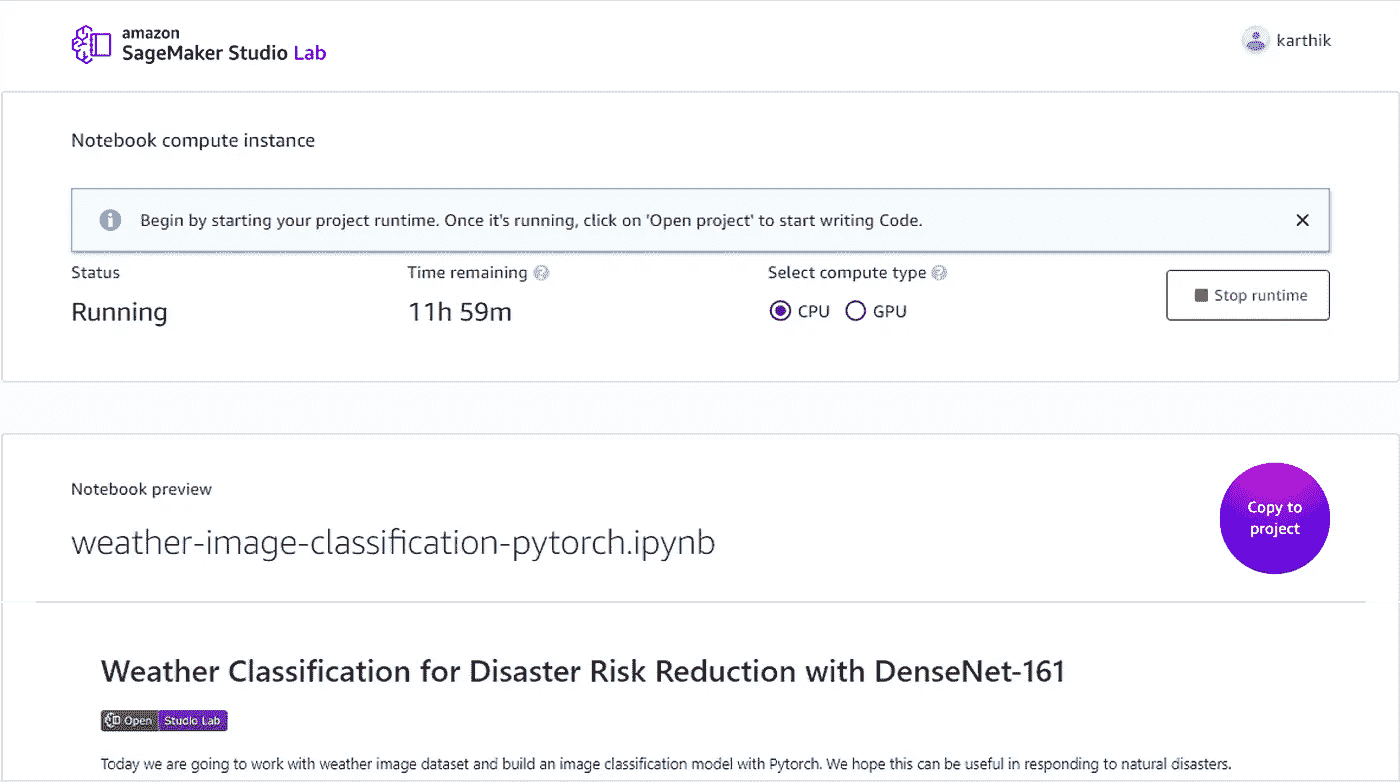 amazon
SageMaker Studio Lab
karthik
Notebook compute instance
Begin by starting your project runtime. Once it's running, click on 'Open project' to start writing Code.
Status
Time remaining
Select compute type
Running
11h 59m
CPU
GPU
Stop runtime
Notebook preview
Copy to
project
weather-image-classification-pytorch.ipynb
Weather Classification for Disaster Risk Reduction with DenseNet-161
Open Studio Lab
Today we are going to work with weather image dataset and build an image classification model with Pytorch. We hope this can be useful in responding to natural disasters.